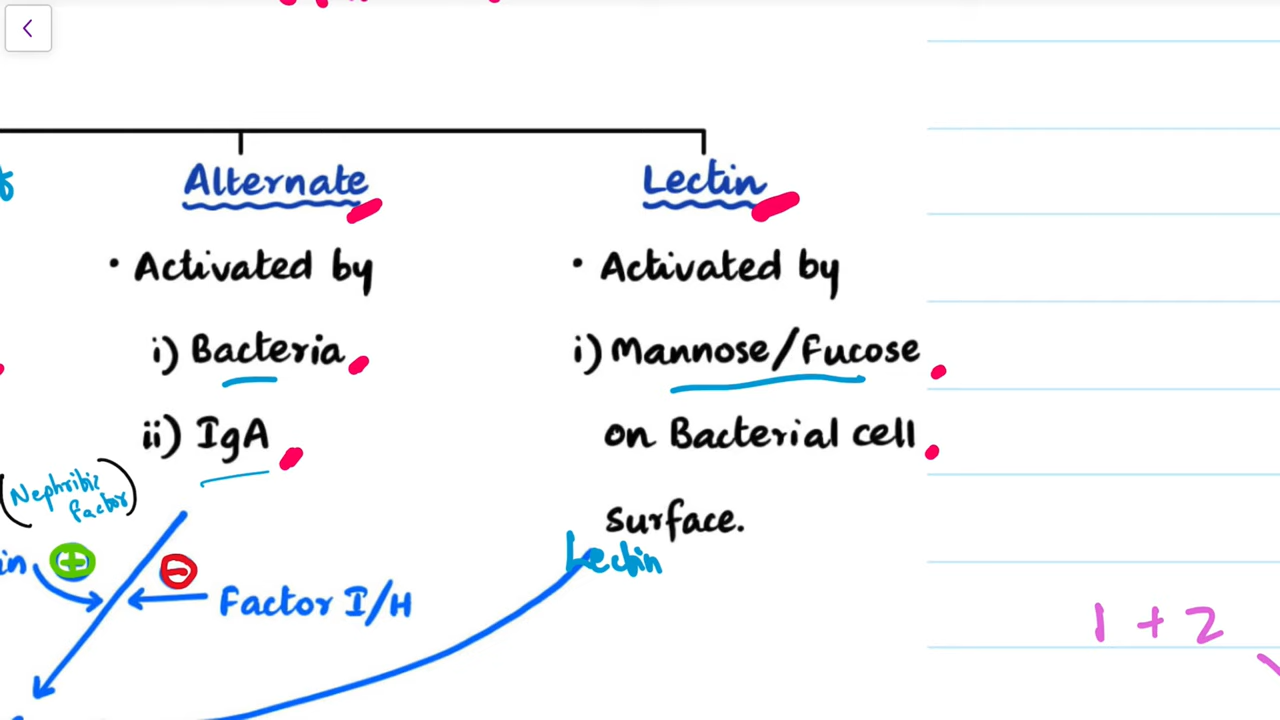 Alternate
Lectin
• Activated by
i) Bacteria
ii) IgA
• Activated by
i) Mannose/Fucose
on Bacterial cell
surface.
(Nephritic
factor)
in
Factor I/H
Lectin
1 + 2